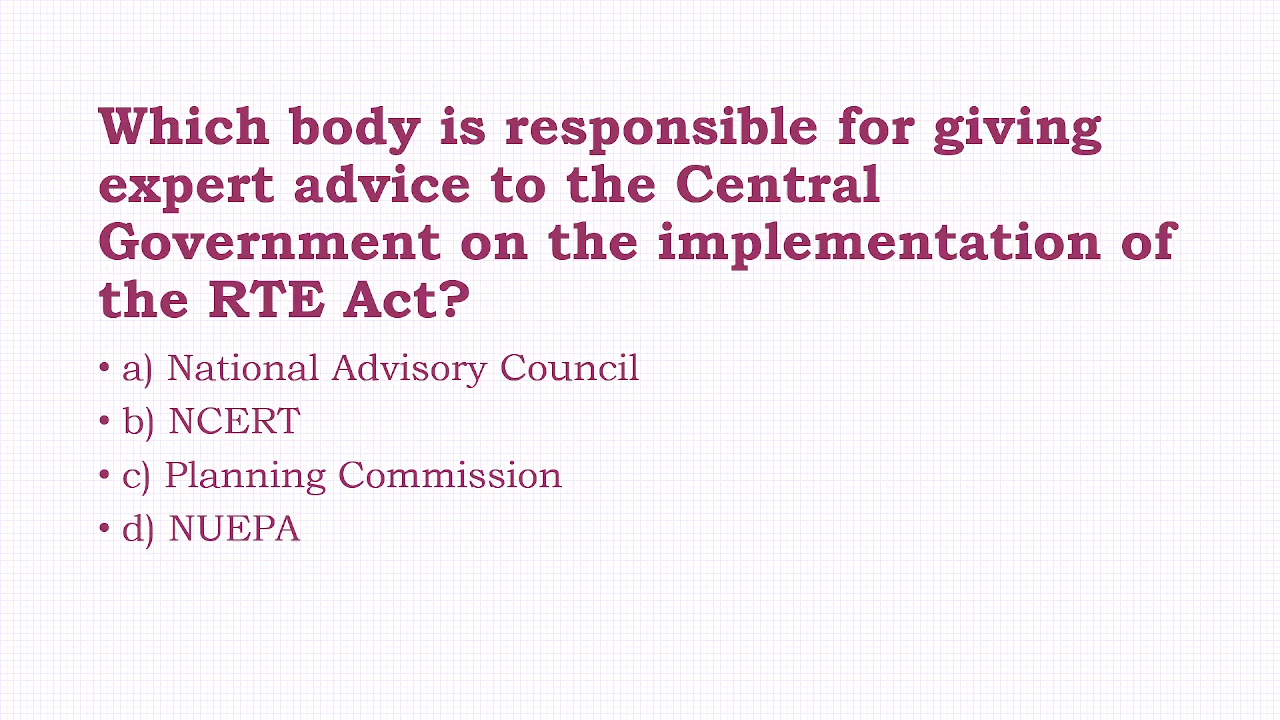 Which body is responsible for giving
expert advice to the Central
Government on the implementation of
the RTE Act?
• a) National Advisory Council
• b) NCERT
• c) Planning Commission
• d) NUEPA